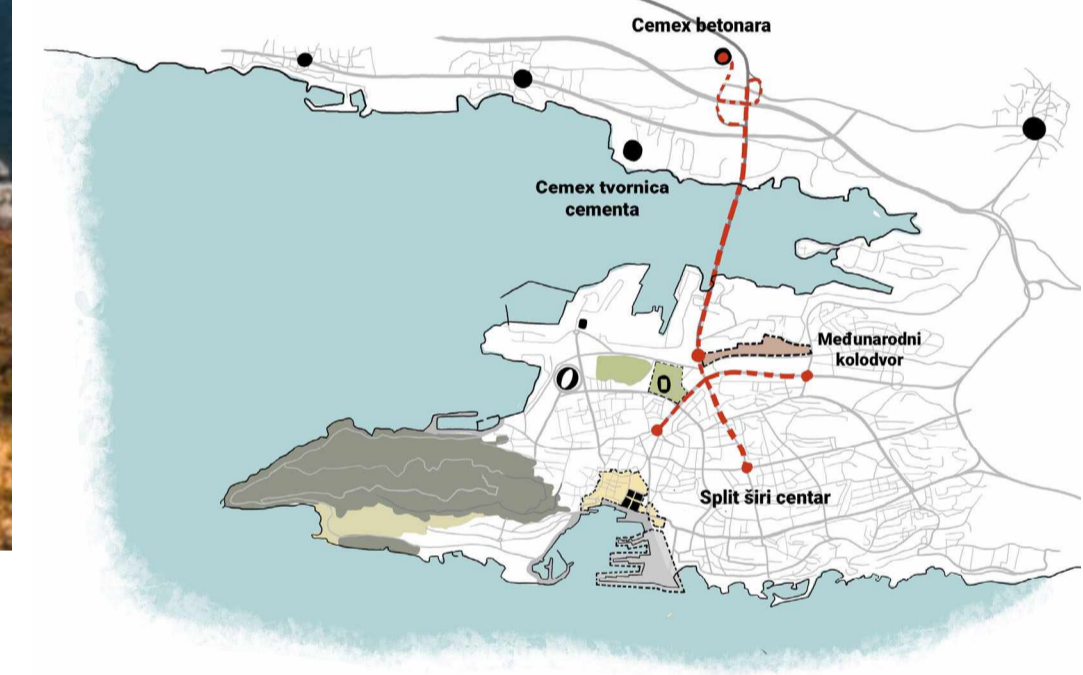 Cemex betonara
Cemex tvornica
cementa
Međunarodni
kolodvor
Split širi centar